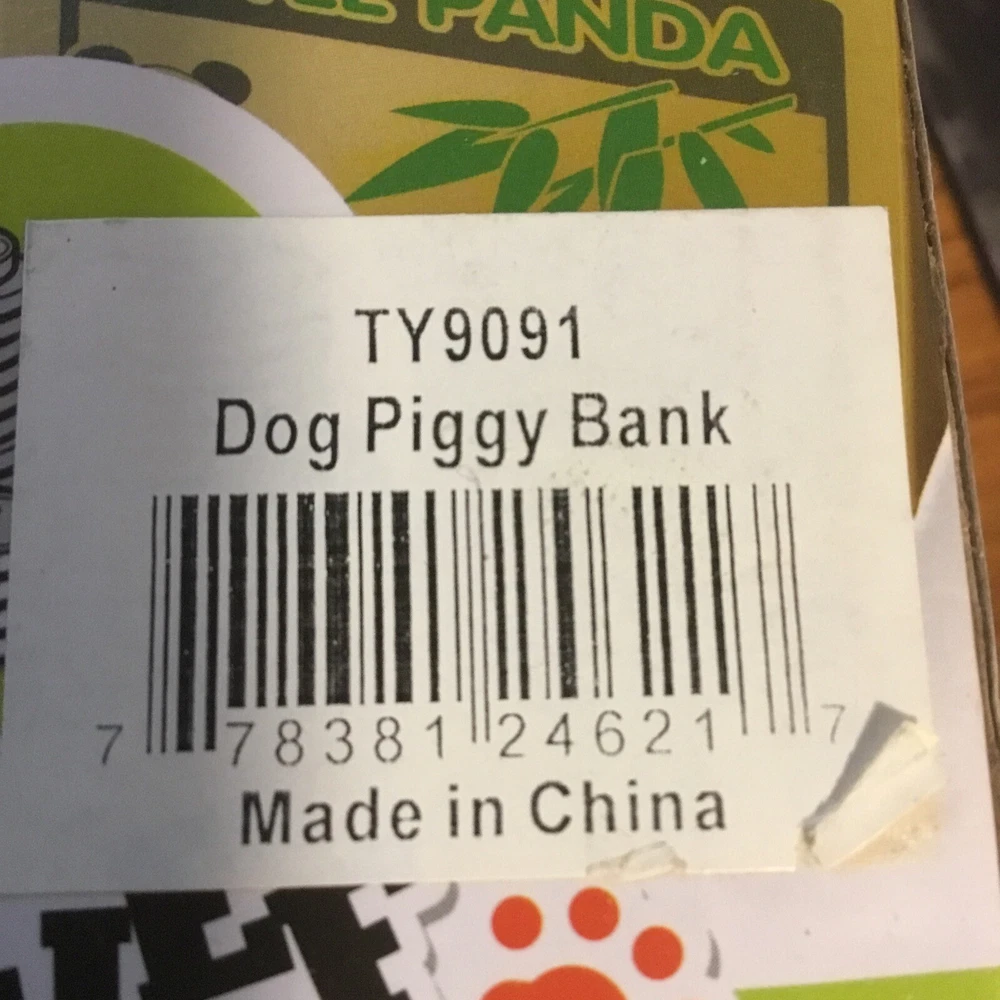 PANDA
TY9091
Dog Piggy Bank
7 78381 24621 7
Made in China